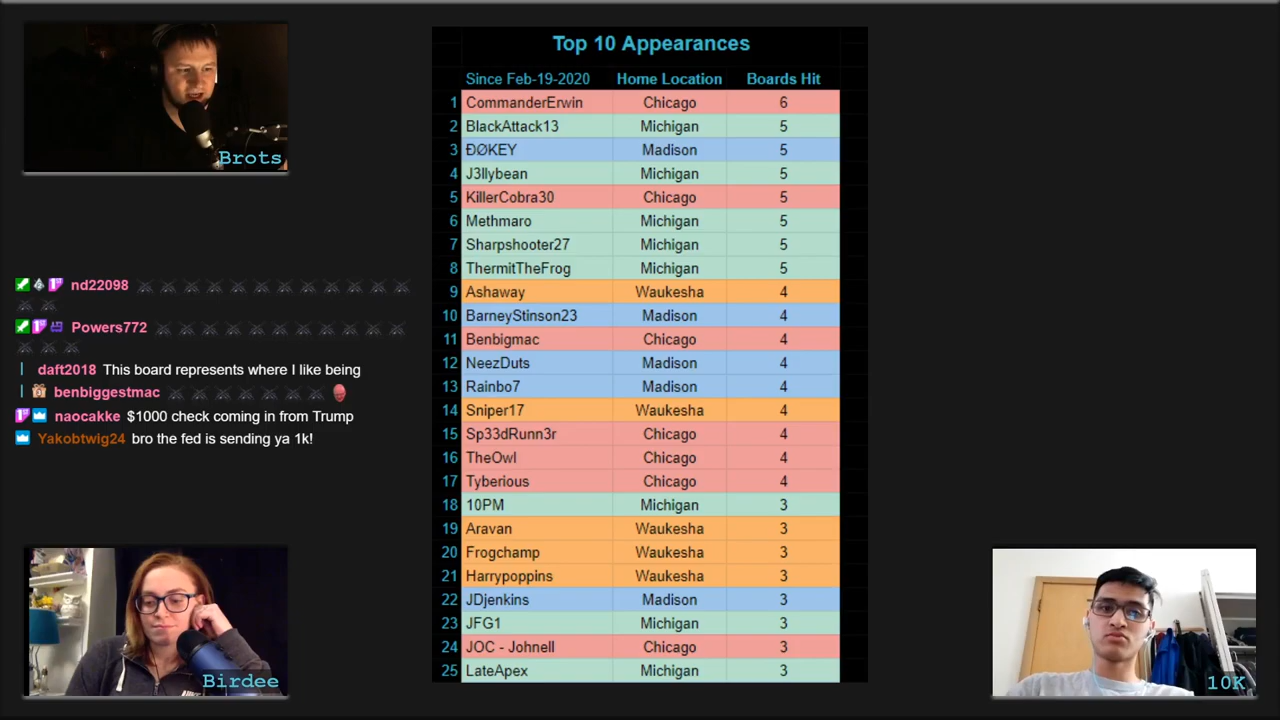 Brots
nd22098
Powers772
daft2018 This board represents where I like being
benbiggestmac
naocakke $1000 check coming in from Trump
Yakobtwig24 bro the fed is sending ya 1k!
Birdee
Top 10 Appearances
Since Feb-19-2020 Home Location Boards Hit
1 CommanderErwin Chicago 6
2 BlackAttack13 Michigan 5
3 ĐØKEY Madison 5
4 J3llybean Michigan 5
5 KillerCobra30 Chicago 5
6 Methmaro Michigan 5
7 Sharpshooter27 Michigan 5
8 ThermitTheFrog Michigan 5
9 Ashaway Waukesha 4
10 BarneyStinson23 Madison 4
11 Benbigmac Chicago 4
12 NeezDuts Madison 4
13 Rainbo7 Madison 4
14 Sniper17 Waukesha 4
15 Sp33dRunn3r Chicago 4
16 TheOwl Chicago 4
17 Tyberious Chicago 4
18 10PM Michigan 3
19 Aravan Waukesha 3
20 Frogchamp Waukesha 3
21 Harrypoppins Waukesha 3
22 JDjenkins Madison 3
23 JFG1 Michigan 3
24 JOC - Johnell Chicago 3
25 LateApex Michigan 3
10K